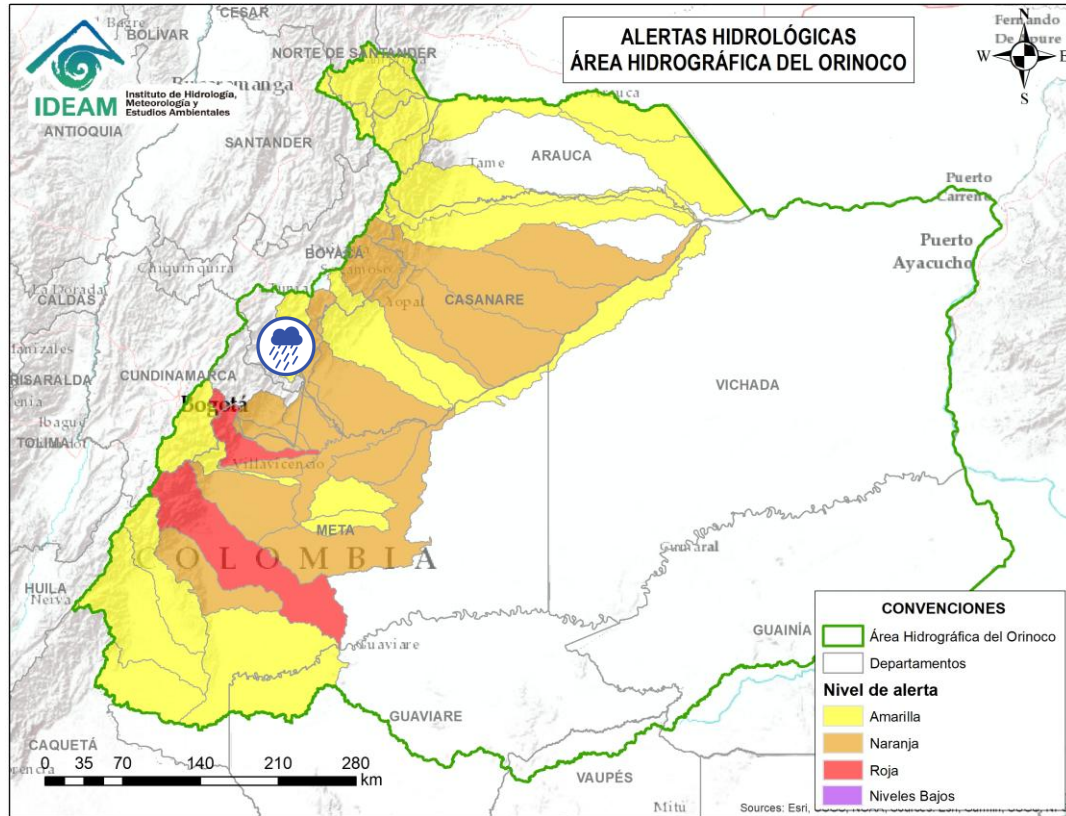 ALERTAS HIDROLÓGICAS
ÁREA HIDROGRÁFICA DEL ORINOCO
IDEAM
Instituto de Hidrología,
Meteorología y
Estudios Ambientales
N
W
E
S
CESAR
BOLÍVAR
NORTE DE SANTANDER
ANTIOQUIA
SANTANDER
ARAUCA
Tame
Puerto
Carreño
Puerto
Ayacucho
BOYACÁ
Chiquinquira
La Dorada
CALDAS
Yopal
CASANARE
VICHADA
CUNDINAMARCA
RISARALDA
Bogotá
Ibagué
TOLIMA
Villavicencio
META
COLOMBIA
HUILA
Neiva
Guaviare
GUAINÍA
GUAVIARE
CAQUETÁ
VAUPÉS
Mitú
0 35 70 140 210 280
km
CONVENCIONES
Área Hidrográfica del Orinoco
Departamentos
Nivel de alerta
Amarilla
Naranja
Roja
Niveles Bajos
Sources: Esri,